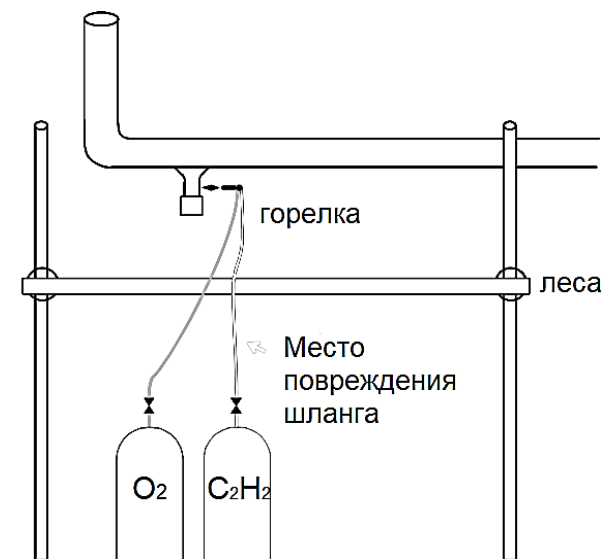 горелка
леса
Место
повреждения
шланга
O2
C2H2